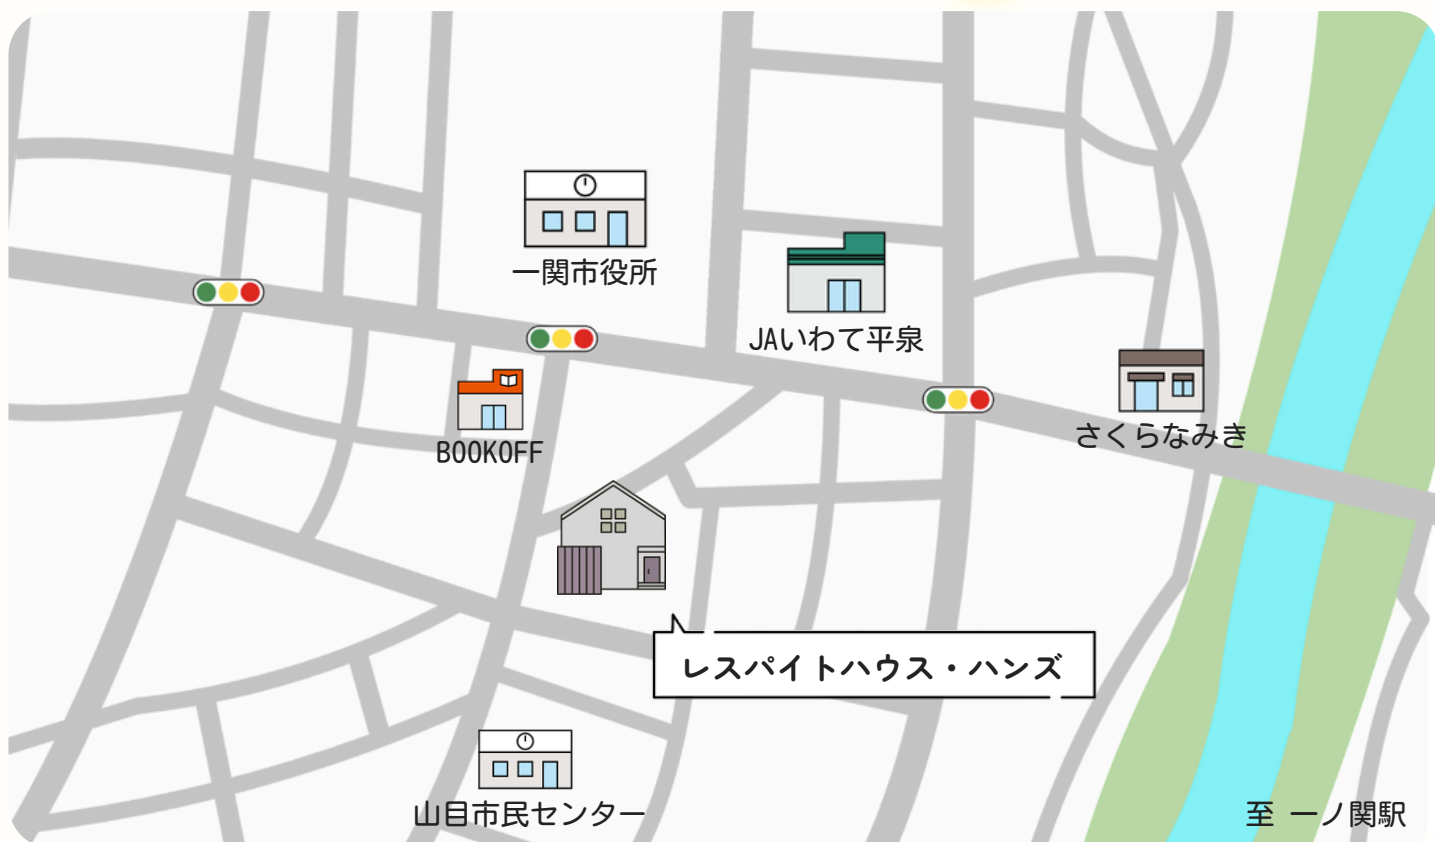 一関市役所
JAいわて平泉
BOOKOFF
さくらなみき
レスパイトハウス・ハンズ
山目市民センター
至 一ノ関駅